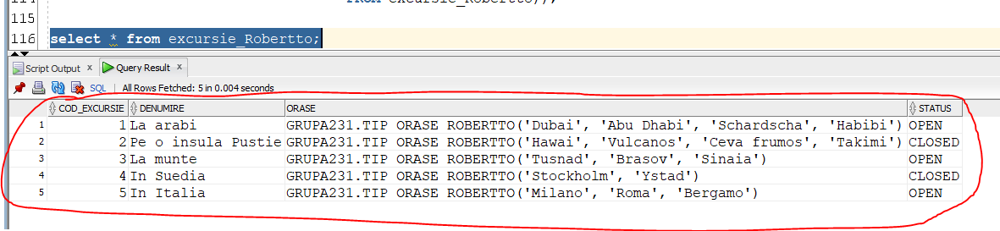 114 FROM excursie_Robertto));
115
116 select * from excursie_Robertto;
Script Output x Query Result x
SQL | All Rows Fetched: 5 in 0.004 seconds
COD_EXCURSIE DENUMIRE ORASE STATUS
1 1 La arabi GRUPA231.TIP ORASE ROBERTTO('Dubai', 'Abu Dhabi', 'Schardscha', 'Habibi') OPEN
2 2 Pe o insula Pustie GRUPA231.TIP ORASE ROBERTTO('Hawai', 'Vulcanos', 'Ceva frumos', 'Takimi') CLOSED
3 3 La munte GRUPA231.TIP ORASE ROBERTTO('Tusnad', 'Brasov', 'Sinaia') OPEN
4 4 In Suedia GRUPA231.TIP ORASE ROBERTTO('Stockholm', 'Ystad') CLOSED
5 5 In Italia GRUPA231.TIP ORASE ROBERTTO('Milano', 'Roma', 'Bergamo') OPEN